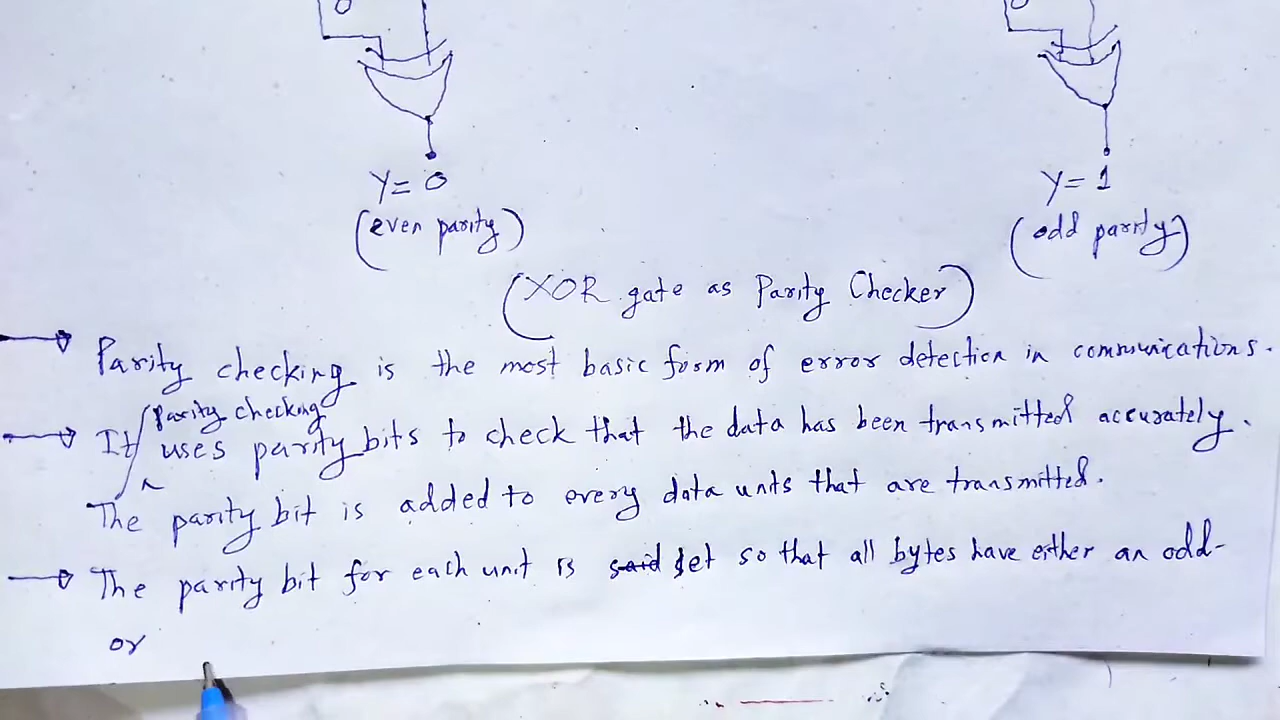 Y = 0
Y = 1
(even parity)
(odd parity)
(XOR gate as Parity Checker)
Parity checking is the most basic form of error detection in communications.
Parity checking
It uses parity bits to check that the data has been transmitted accurately.
The parity bit is added to every data units that are transmitted.
The parity bit for each unit is said set so that all bytes have either an odd-
or